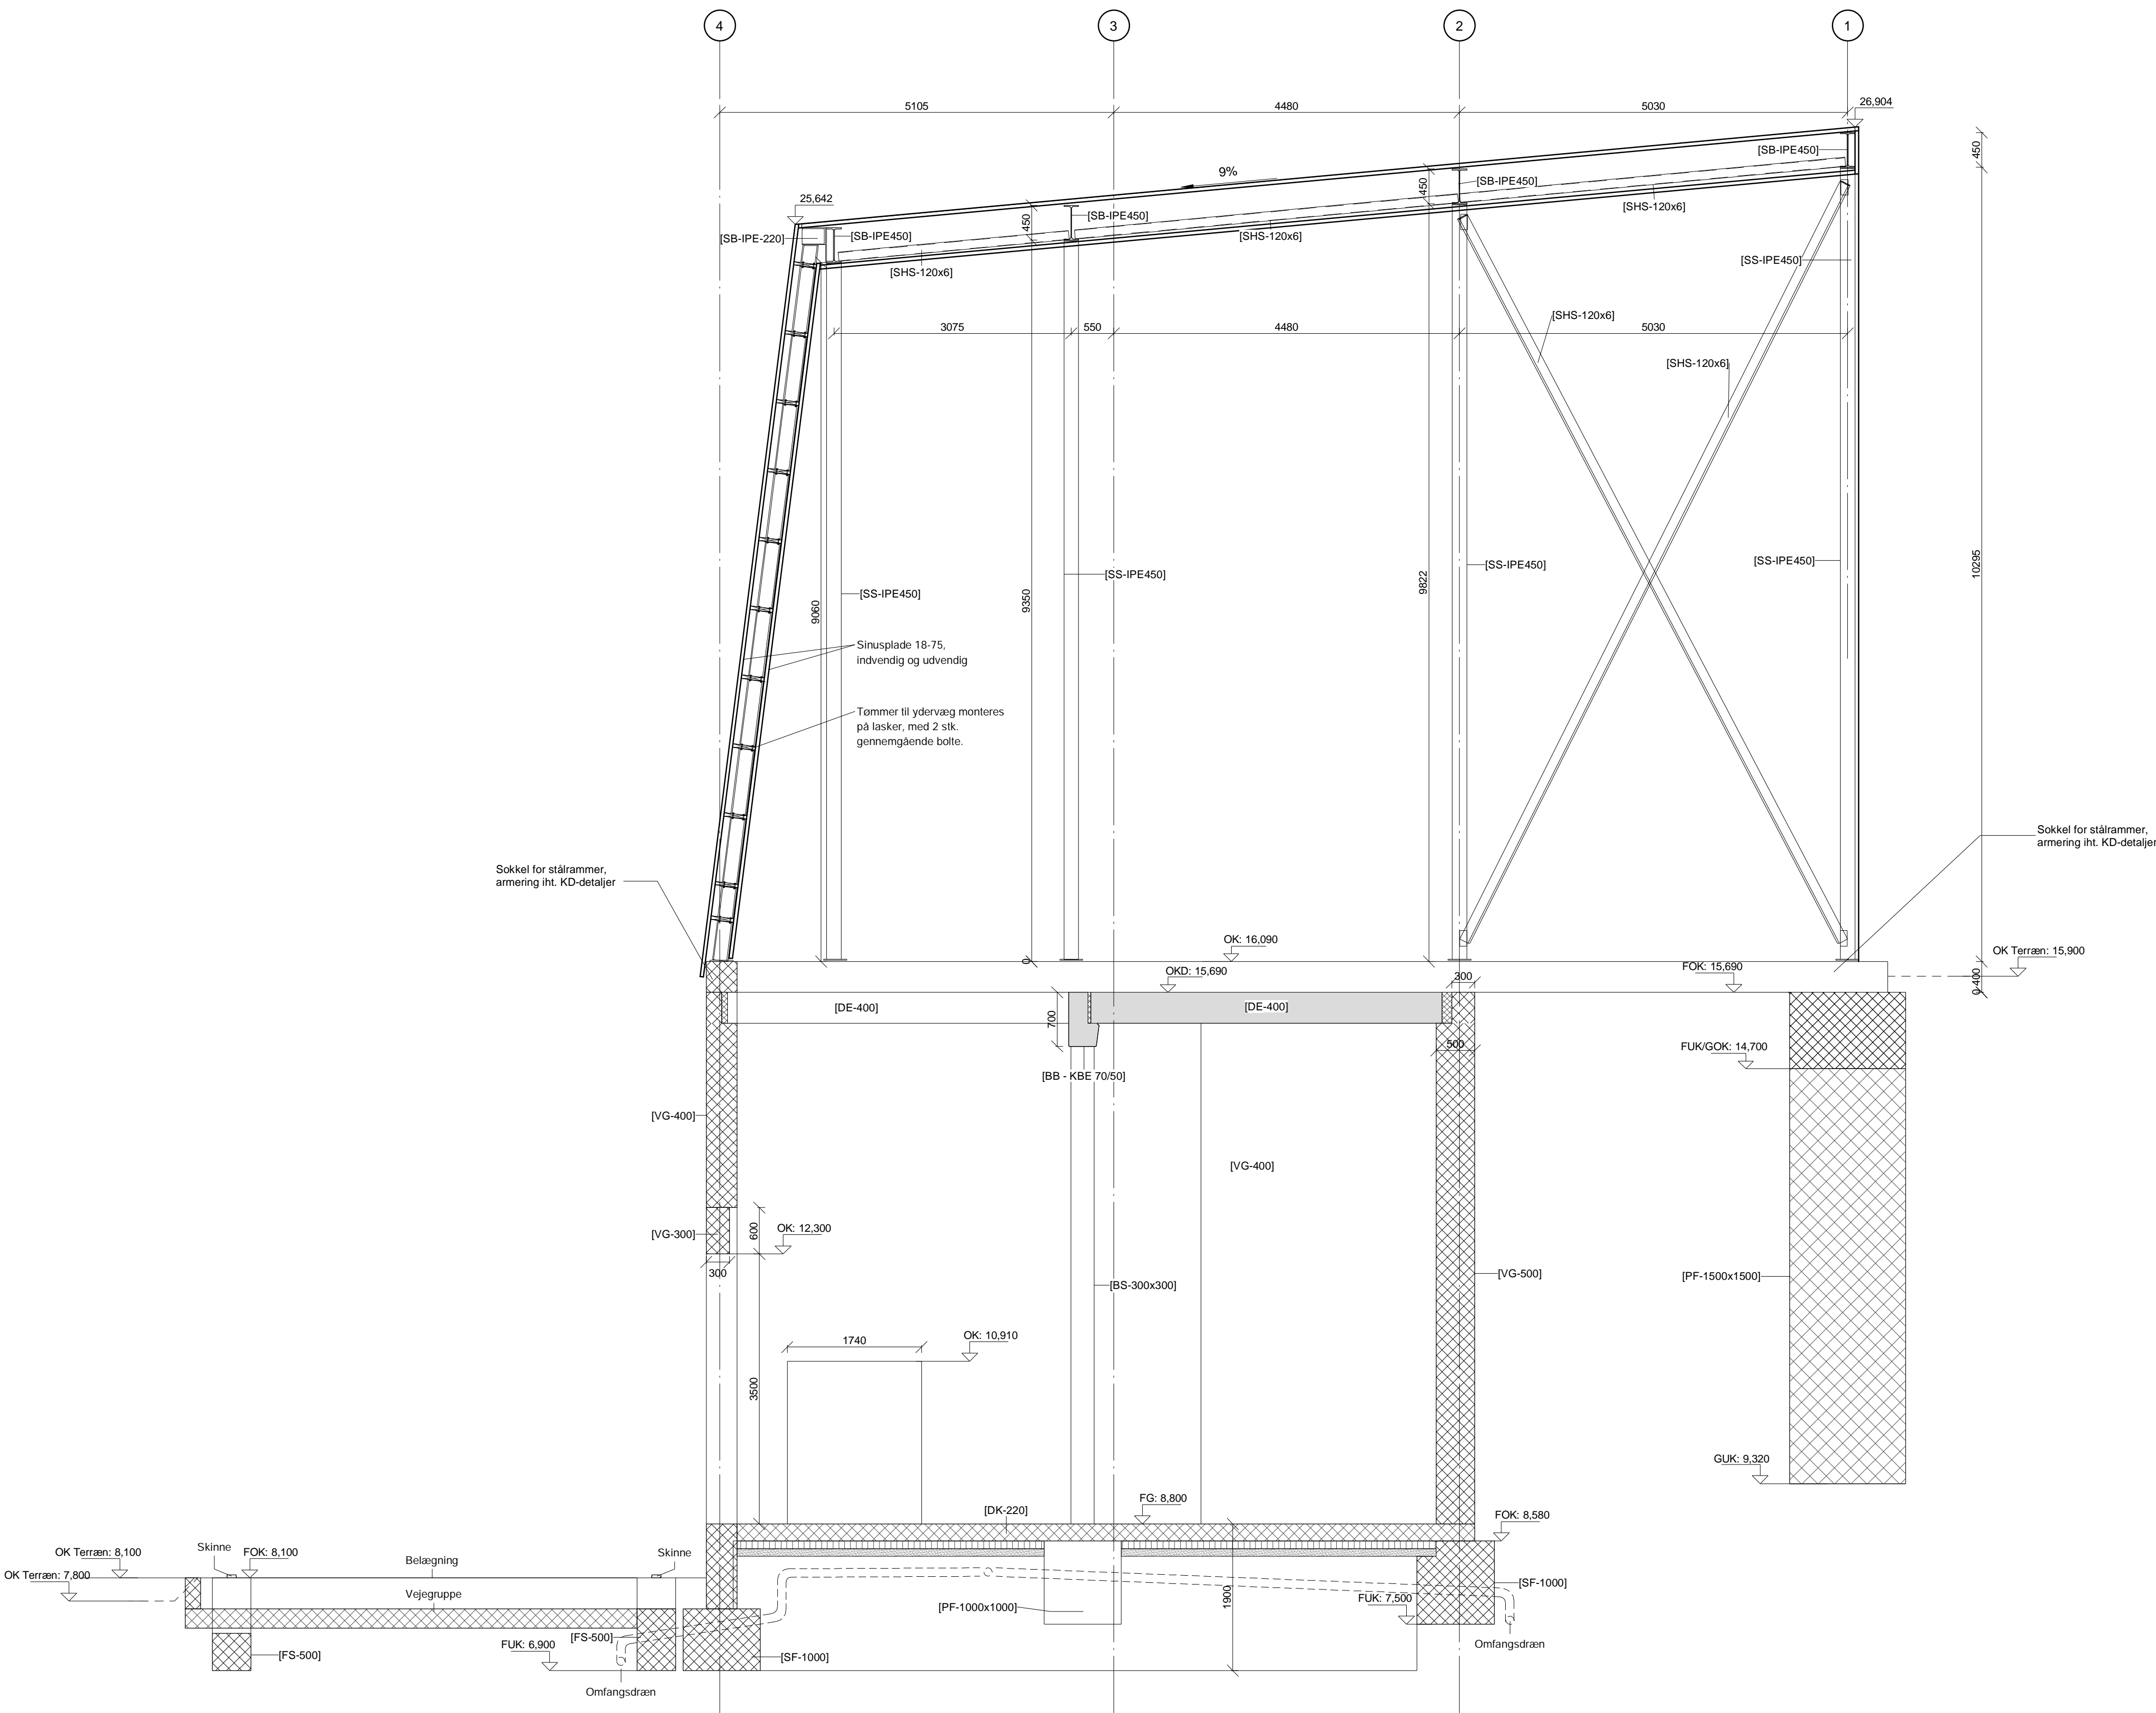 4
3
2
1
5105
4480
5030
26,904
[SB-IPE450]
450
9%
[SB-IPE450]
450
[SHS-120x6]
25,642
[SB-IPE450]
450
[SB-IPE-220]
[SB-IPE450]
[SHS-120x6]
[SHS-120x6]
[SS-IPE450]
3075
550
4480
5030
[SHS-120x6]
[SHS-120x6]
10295
[SS-IPE450]
[SS-IPE450]
[SS-IPE450]
[SS-IPE450]
9060
9350
9822
Sinusplade 18-75,
indvendig og udvendig
Tømmer til ydervæg monteres
på lasker, med 2 stk.
gennemgående bolte.
Sokkel for stålrammer,
armering iht. KD-detaljer
Sokkel for stålrammer,
armering iht. KD-detaljer
OK: 16,090
0
OK Terræn: 15,900
OKD: 15,690
300
FOK: 15,690
0
400
[DE-400]
[DE-400]
700
500
FUK/GOK: 14,700
[BB - KBE 70/50]
[VG-400]
[VG-400]
[VG-300]
600
OK: 12,300
300
[BS-300x300]
[VG-500]
[PF-1500x1500]
1740
OK: 10,910
3500
GUK: 9,320
[DK-220]
FG: 8,800
FOK: 8,580
OK Terræn: 8,100
Skinne
FOK: 8,100
Belægning
Skinne
OK Terræn: 7,800
Vejegruppe
[PF-1000x1000]
1900
FUK: 7,500
[SF-1000]
[FS-500]
FUK: 6,900
[FS-500]
[SF-1000]
Omfangsdræn
Omfangsdræn